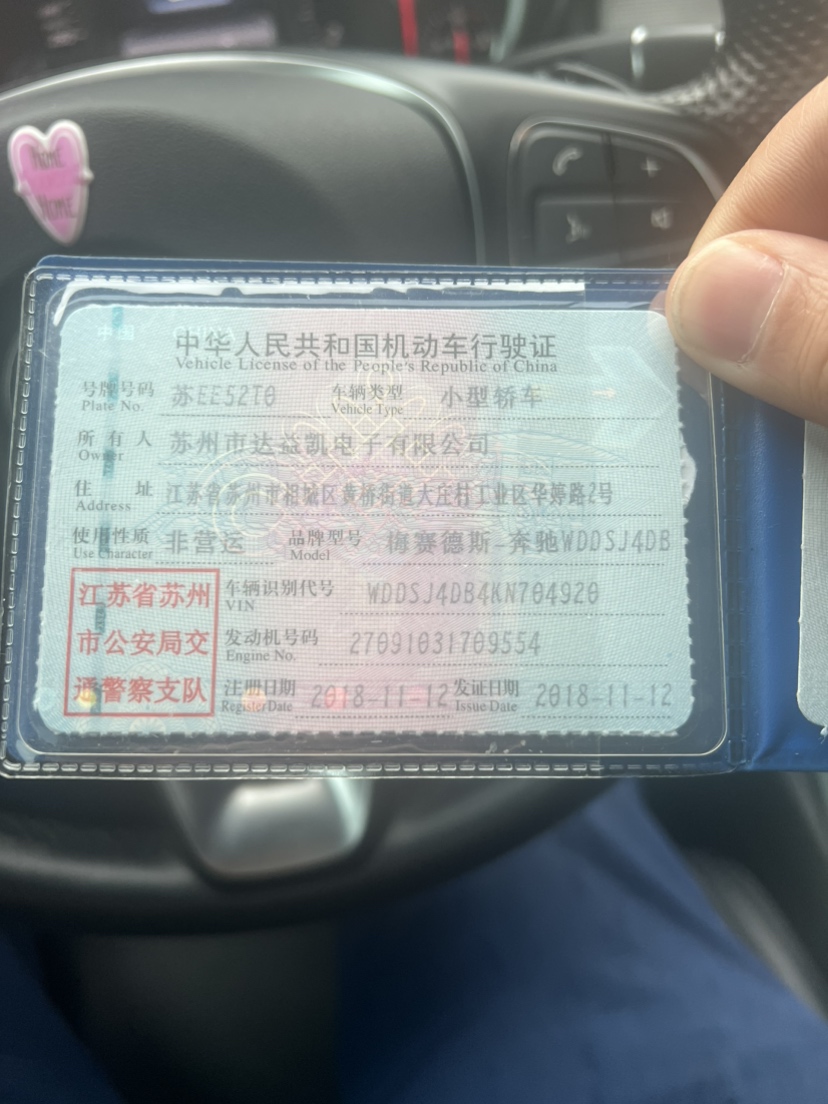 HOME
HOME
中国 CHINA
中华人民共和国机动车行驶证
Vehicle License of the People's Republic of China
号牌号码 苏EE52T0 车辆类型 小型轿车
Plate No. Vehicle Type
所有人 苏州市达益凯电子有限公司
Owner
住址 江苏省苏州市相城区黄桥街道大庄村工业区华婷路2号
Address
使用性质 非营运 品牌型号 梅赛德斯-奔驰WDDSJ4DB
Use Character Model
江苏省苏州 车辆识别代号 WDDSJ4DB4KN704920
VIN
市公安局交 发动机号码 27091031709554
Engine No.
通警察支队 注册日期 2018-11-12 发证日期 2018-11-12
Register Date Issue Date